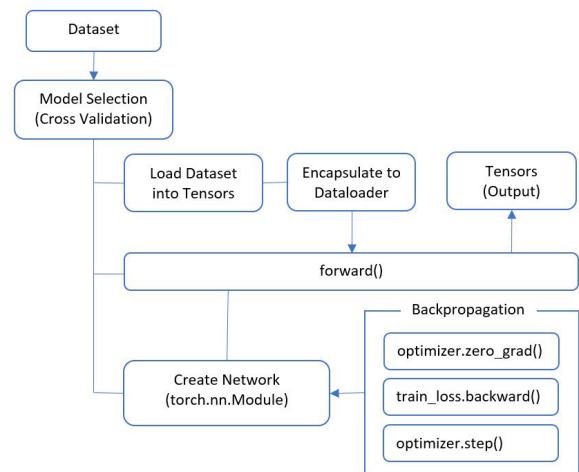 Dataset
Model Selection
(Cross Validation)
Load Dataset
into Tensors
Encapsulate to
Dataloader
Tensors
(Output)
forward()
Backpropagation
optimizer.zero_grad()
train_loss.backward()
optimizer.step()
Create Network
(torch.nn.Module)